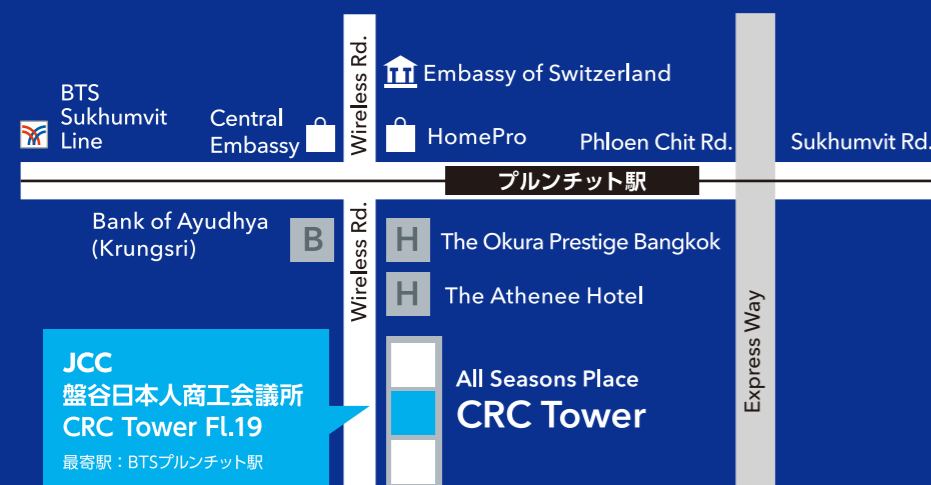 Wireless Rd.
Embassy of Switzerland
BTS
Sukhumvit
Line
Central
Embassy
HomePro
Phloen Chit Rd.
Sukhumvit Rd.
プルンチット駅
Bank of Ayudhya
(Krungsri)
B
Wireless Rd.
H
The Okura Prestige Bangkok
H
The Athenee Hotel
Express Way
JCC
盤谷日本人商工会議所
CRC Tower Fl.19
最寄駅：BTSプルンチット駅
All Seasons Place
CRC Tower